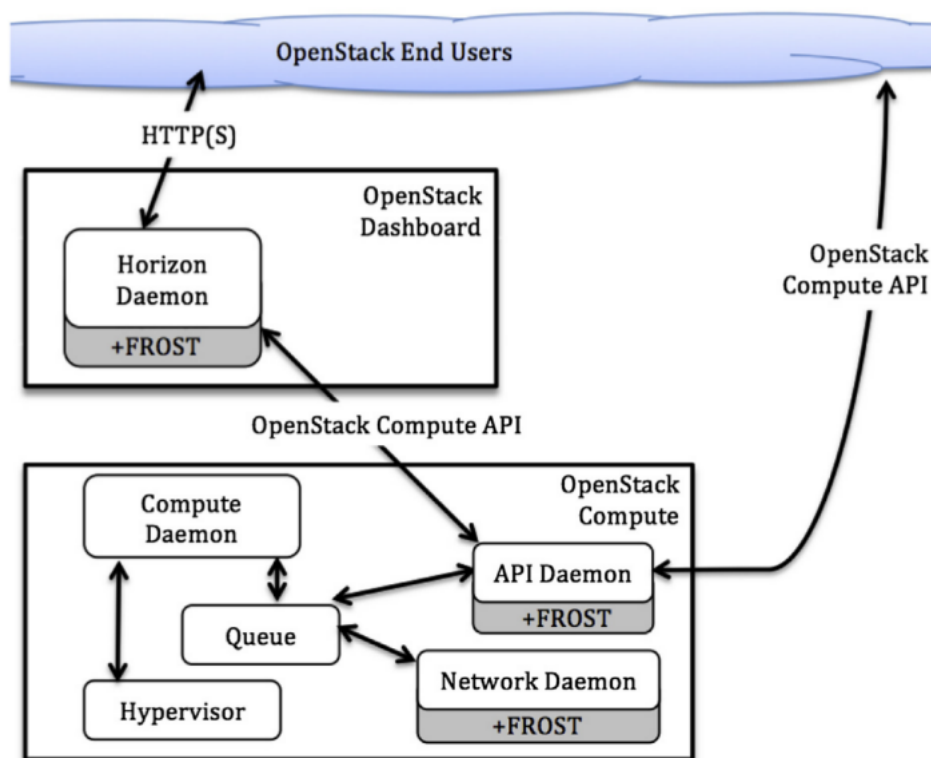 OpenStack End Users
HTTP(S)
OpenStack
Dashboard
Horizon
Daemon
+FROST
OpenStack
Compute API
OpenStack Compute API
OpenStack
Compute
Compute
Daemon
API Daemon
+FROST
Queue
Network Daemon
+FROST
Hypervisor